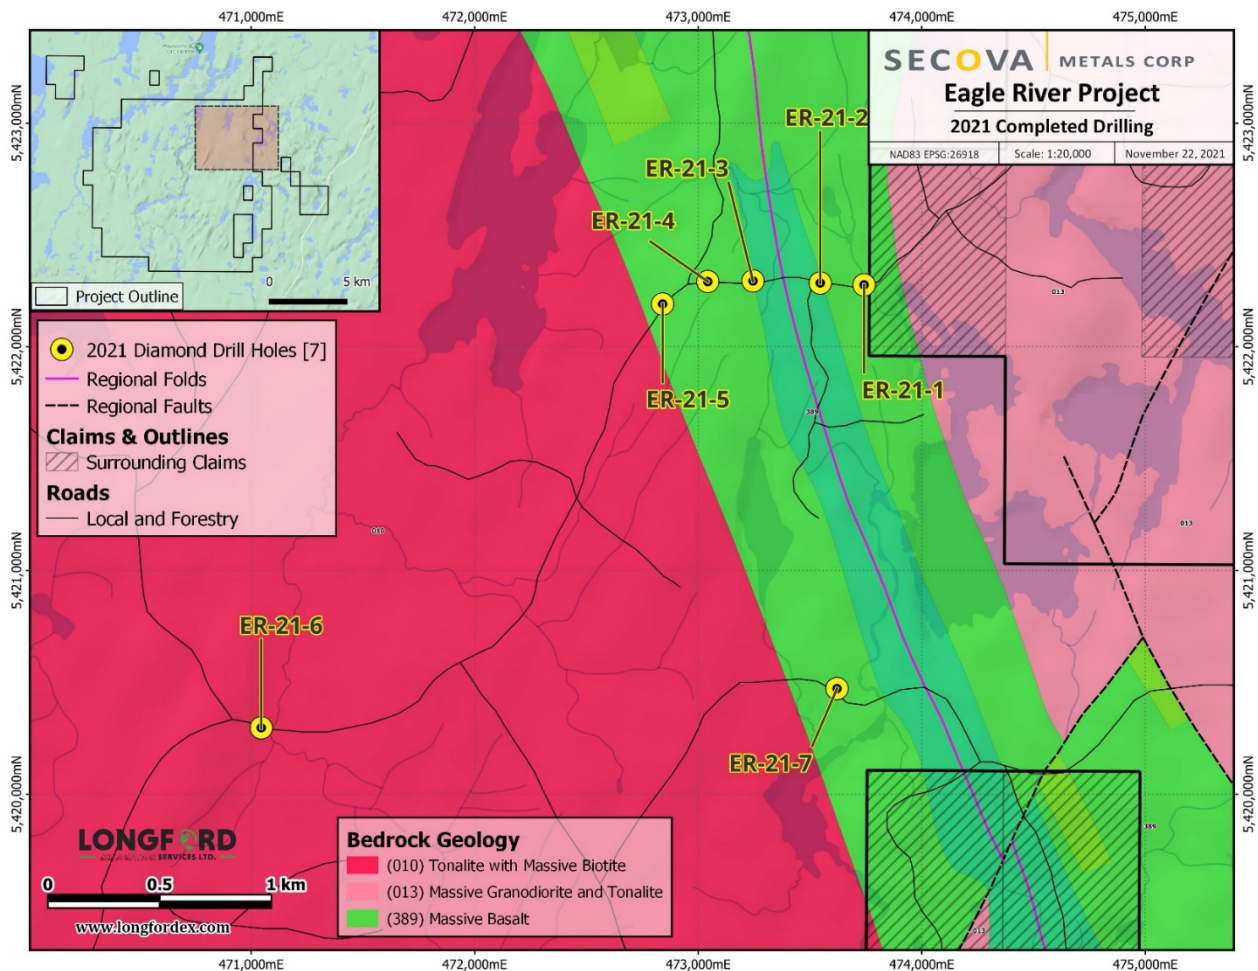 471,000mE
472,000mE
473,000mE
474,000mE
475,000mE
SECOVA METALS CORP
Eagle River Project
2021 Completed Drilling
NAD83 EPSG:26918
Scale: 1:20,000
November 22, 2021
5,423,000mN
5,422,000mN
5,421,000mN
5,420,000mN
5,423,000mN
5,422,000mN
5,421,000mN
5,420,000mN
0
5 km
Project Outline
2021 Diamond Drill Holes [7]
Regional Folds
Regional Faults
Claims & Outlines
Surrounding Claims
Roads
Local and Forestry
ER-21-2
ER-21-3
ER-21-4
ER-21-1
ER-21-5
ER-21-6
ER-21-7
013
389
010
013
389
013
LONGFORD
SERVICES LTD.
0
0.5
1 km
www.longfordex.com
Bedrock Geology
(010) Tonalite with Massive Biotite
(013) Massive Granodiorite and Tonalite
(389) Massive Basalt
471,000mE
472,000mE
473,000mE
474,000mE
475,000mE